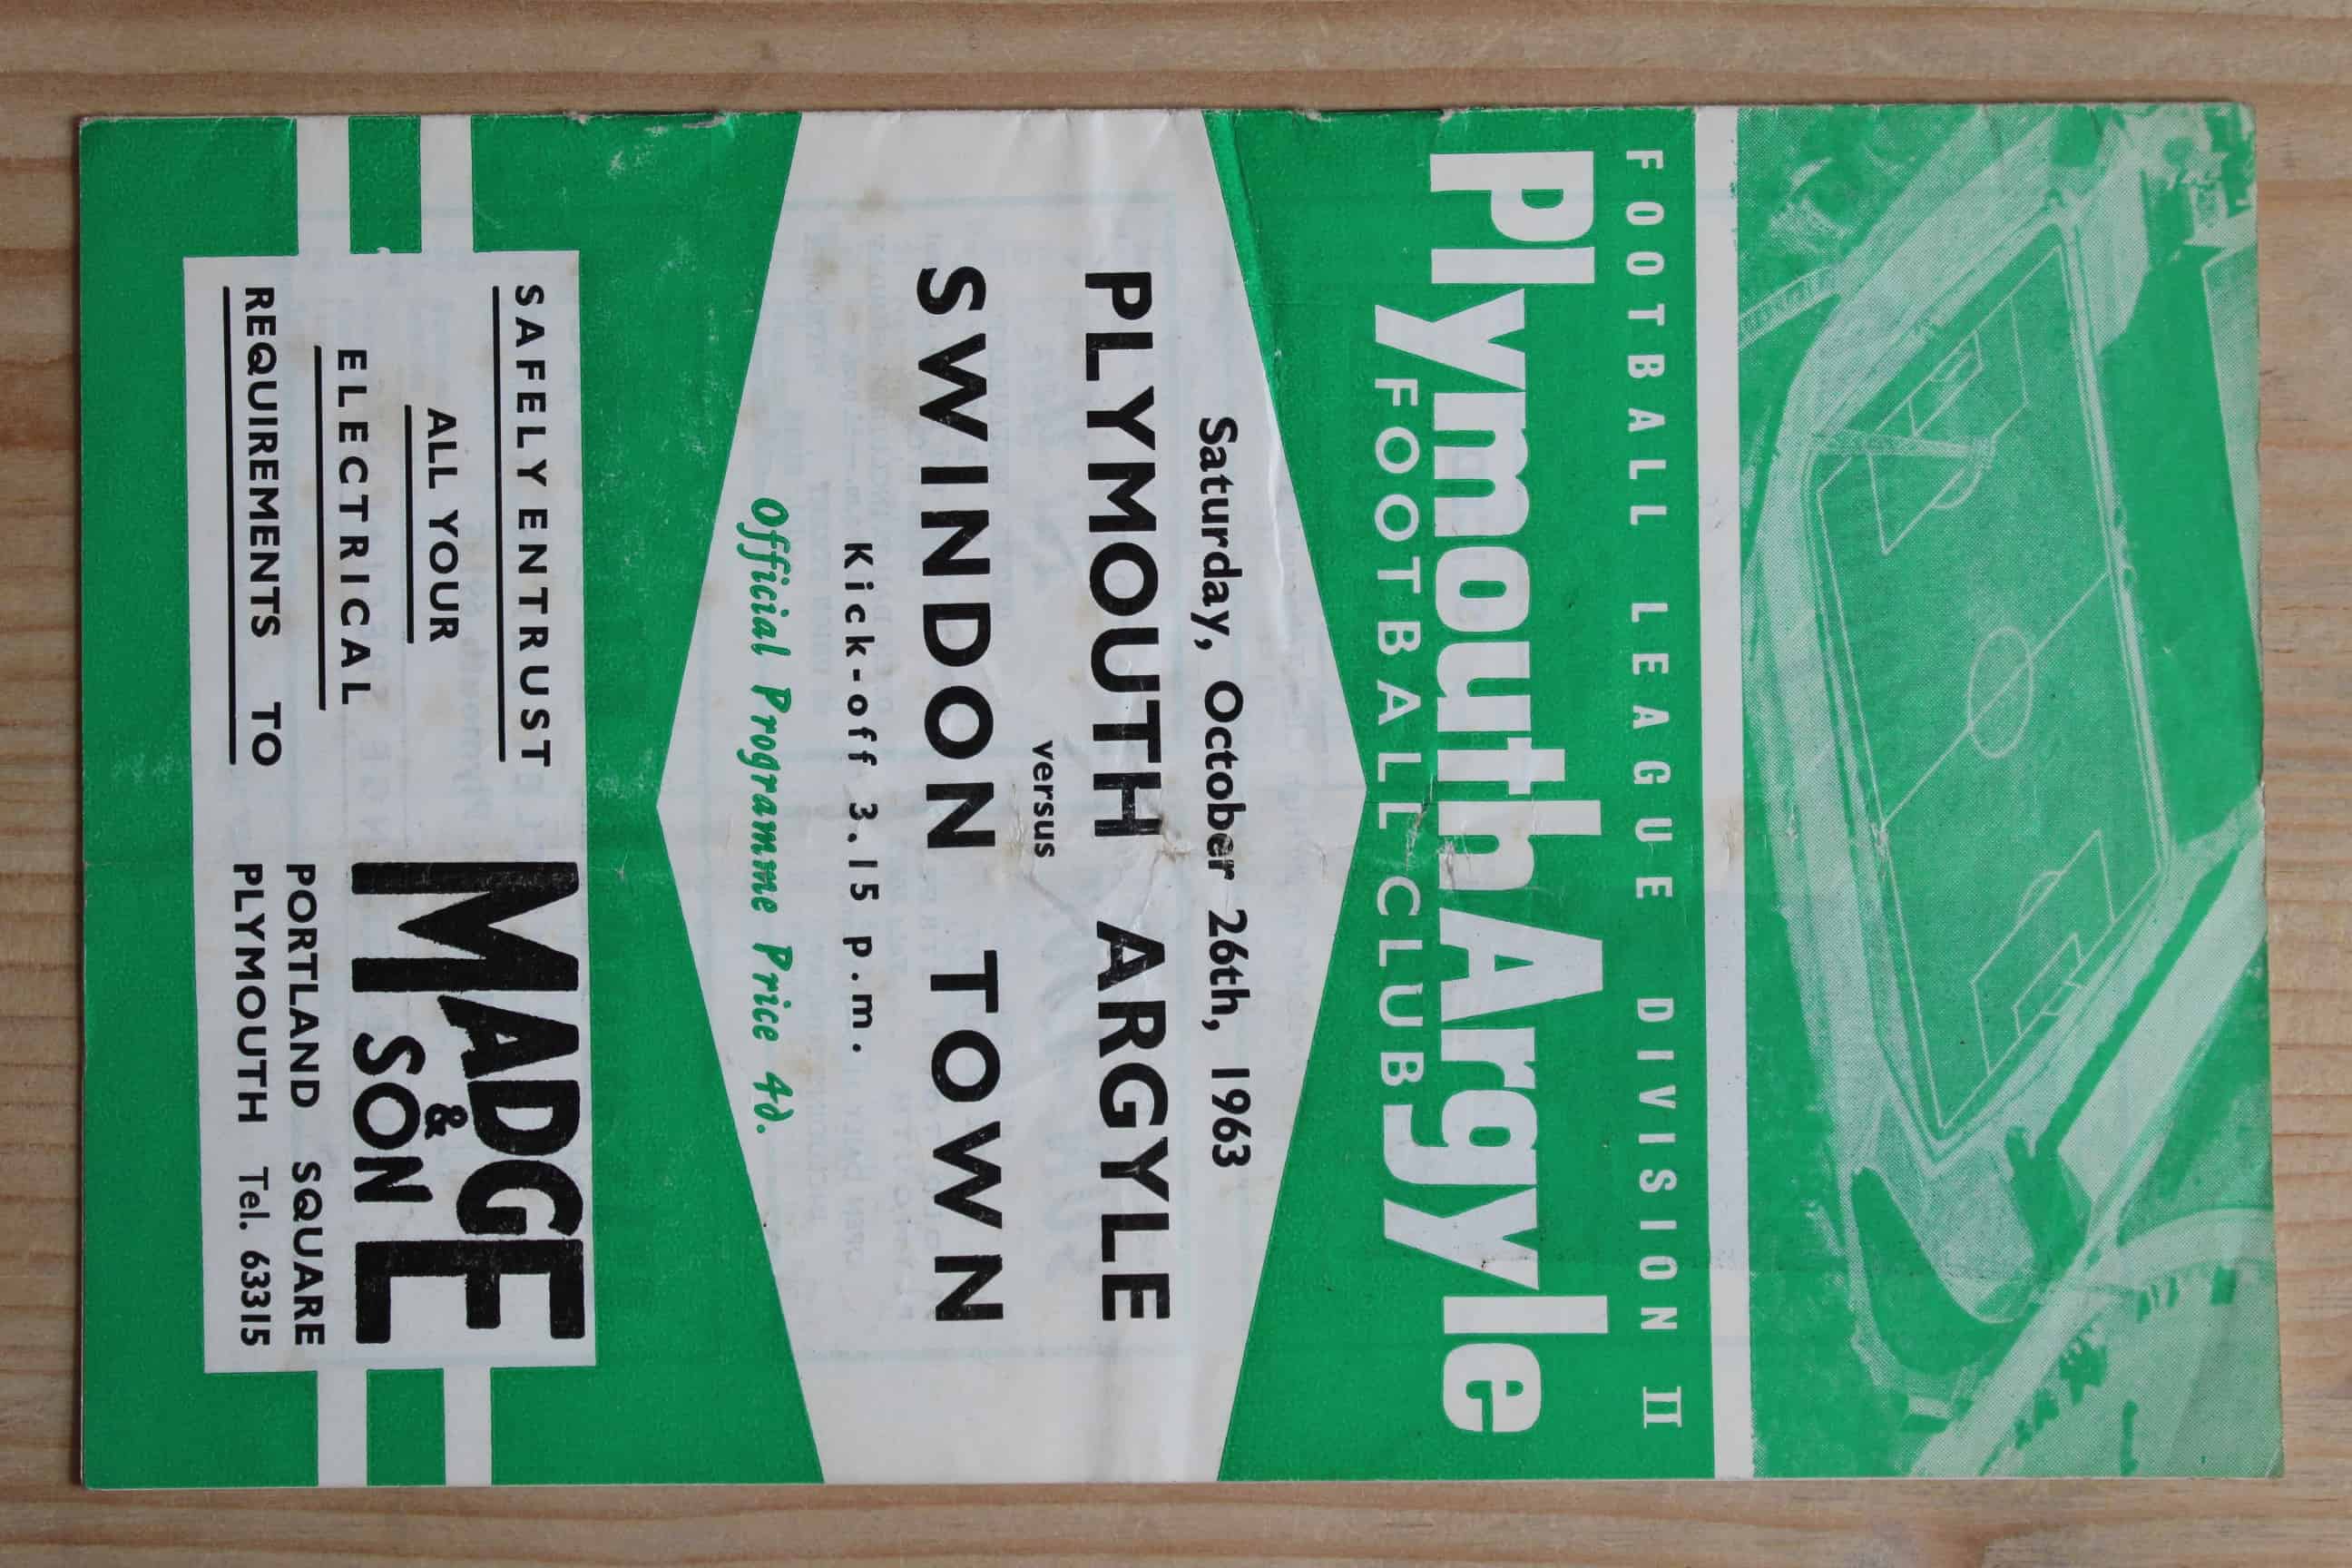 FOOTBALL LEAGUE DIVISION II
Plymouth Argyle
FOOTBALL CLUB
Saturday, October 26th, 1963
PLYMOUTH ARGYLE
versus
SWINDON TOWN
Kick-off 3.15 p.m.
Official Programme Price 4d.
SAFELY ENTRUST
ALL YOUR
ELECTRICAL
REQUIREMENTS TO
MADGE
& SON
PORTLAND SQUARE
PLYMOUTH Tel. 63315